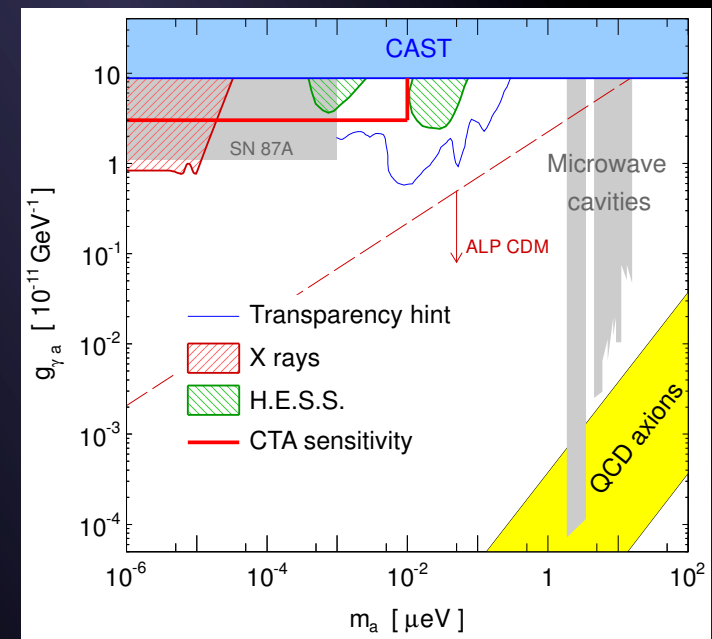 CAST
10
1
10⁻¹
10⁻²
10⁻³
10⁻⁴
g_γa [ 10⁻¹¹ GeV⁻¹ ]
SN 87A
Microwave
cavities
ALP CDM
Transparency hint
X rays
H.E.S.S.
CTA sensitivity
QCD axions
10⁻⁶
10⁻⁴
10⁻²
1
10²
m_a [ μeV ]